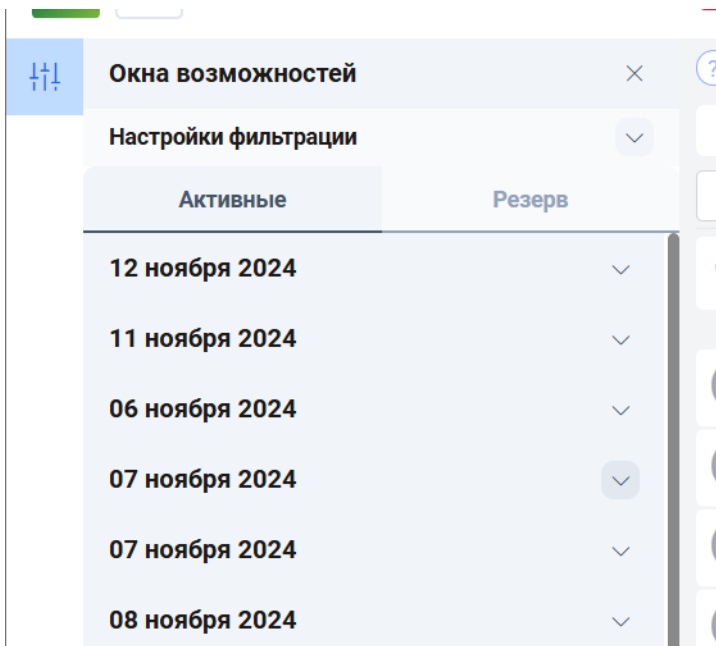 Окна возможностей
?
Настройки фильтрации
Активные
Резерв
12 ноября 2024
11 ноября 2024
06 ноября 2024
07 ноября 2024
07 ноября 2024
08 ноября 2024